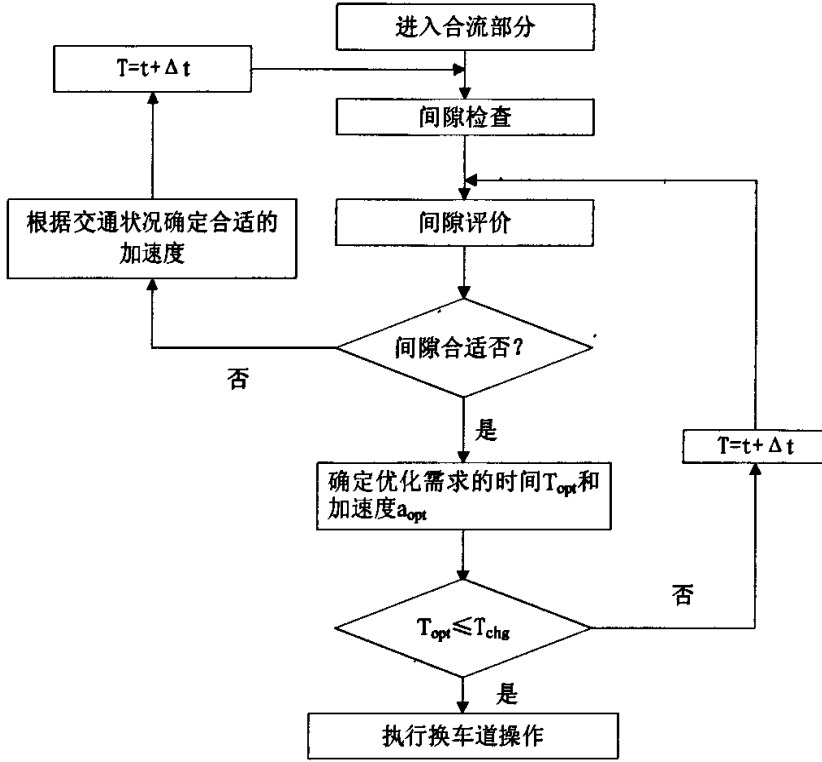 进入合流部分
T=t+Δt
间隙检查
根据交通状况确定合适的
加速度
间隙评价
间隙合适否？
否
是
T=t+Δt
确定优化需求的时间Topt和
加速度aopt
否
Topt≤Tchg
是
执行换车道操作